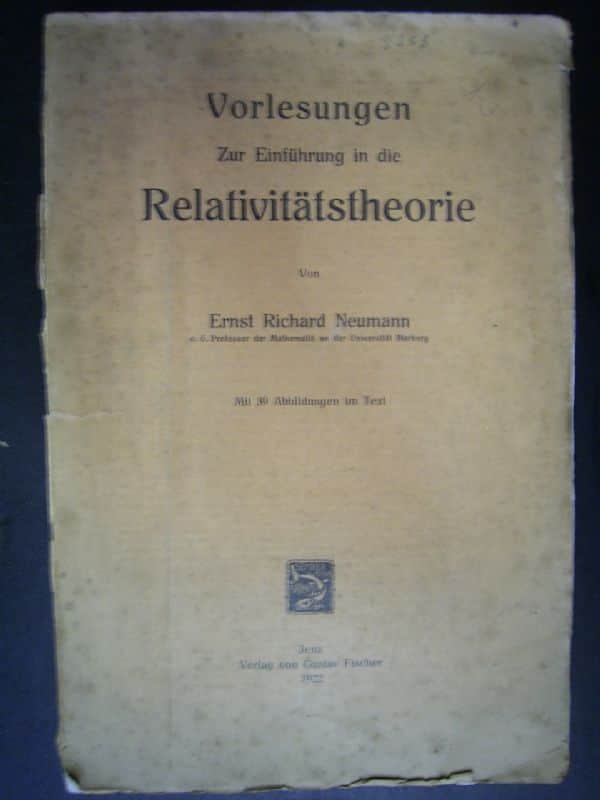 Vorlesungen
Zur Einführung in die
Relativitätstheorie
Von
Ernst Richard Neumann
o. ö. Professor der Mathematik an der Universität Marburg
Mit 39 Abbildungen im Text
Jena
Verlag von Gustav Fischer
1922